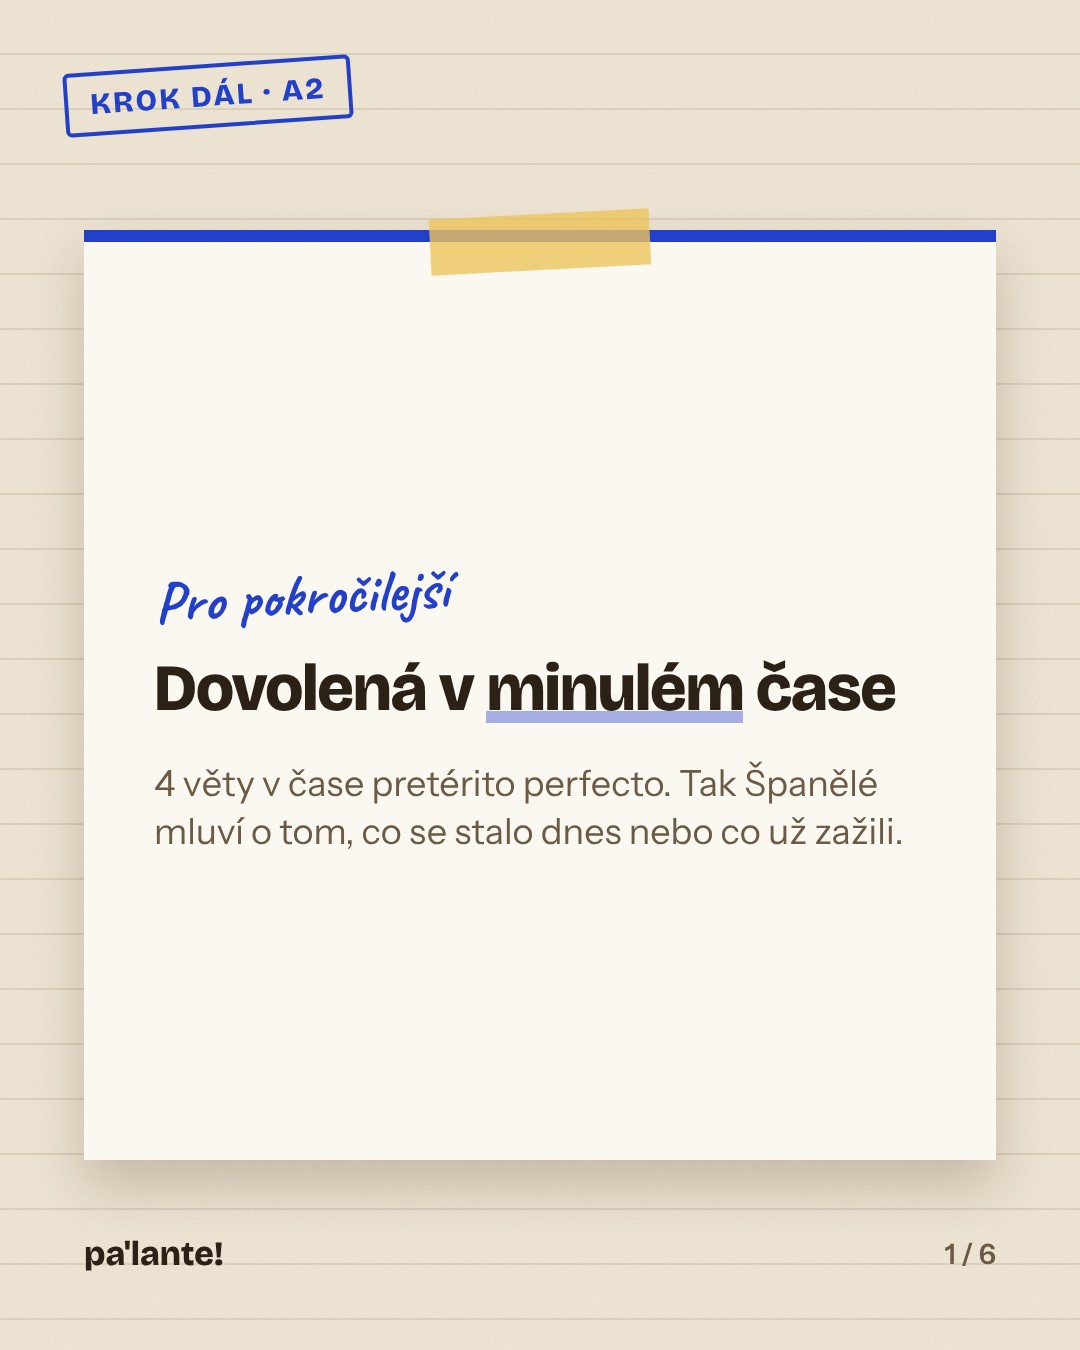 KROK DÁL · A2
Pro pokročilejší
Dovolená v minulém čase
4 věty v čase pretérito perfecto. Tak Španělé
mluví o tom, co se stalo dnes nebo co už zažili.
pa'lante!
1 / 6